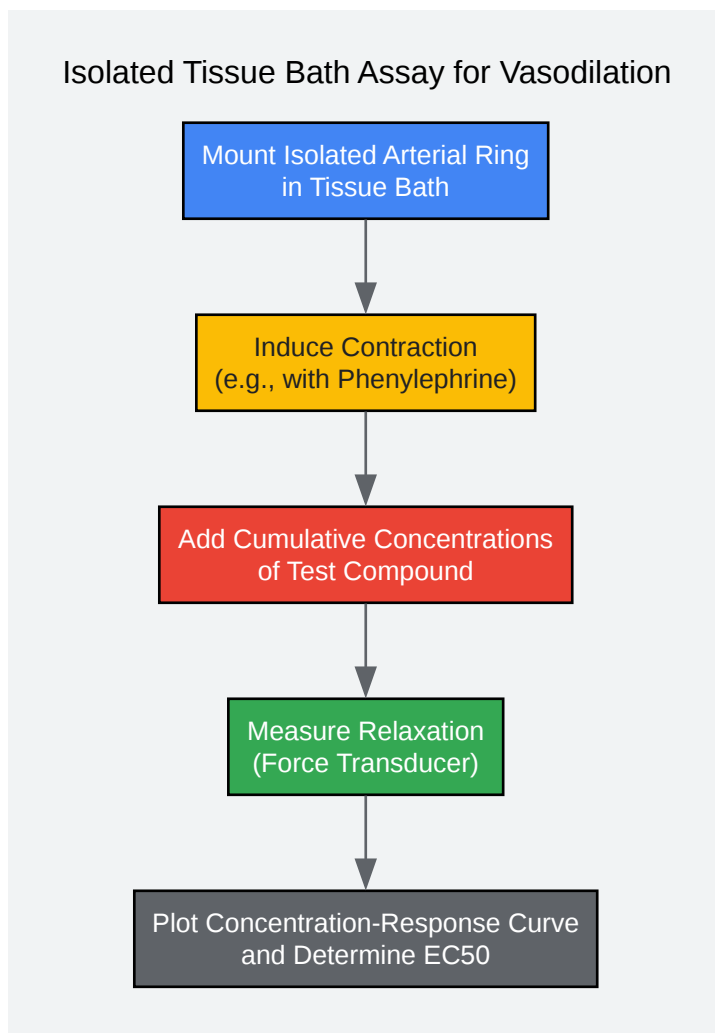 Isolated Tissue Bath Assay for Vasodilation
Mount Isolated Arterial Ring
in Tissue Bath
Induce Contraction
(e.g., with Phenylephrine)
Add Cumulative Concentrations
of Test Compound
Measure Relaxation
(Force Transducer)
Plot Concentration-Response Curve
and Determine EC50